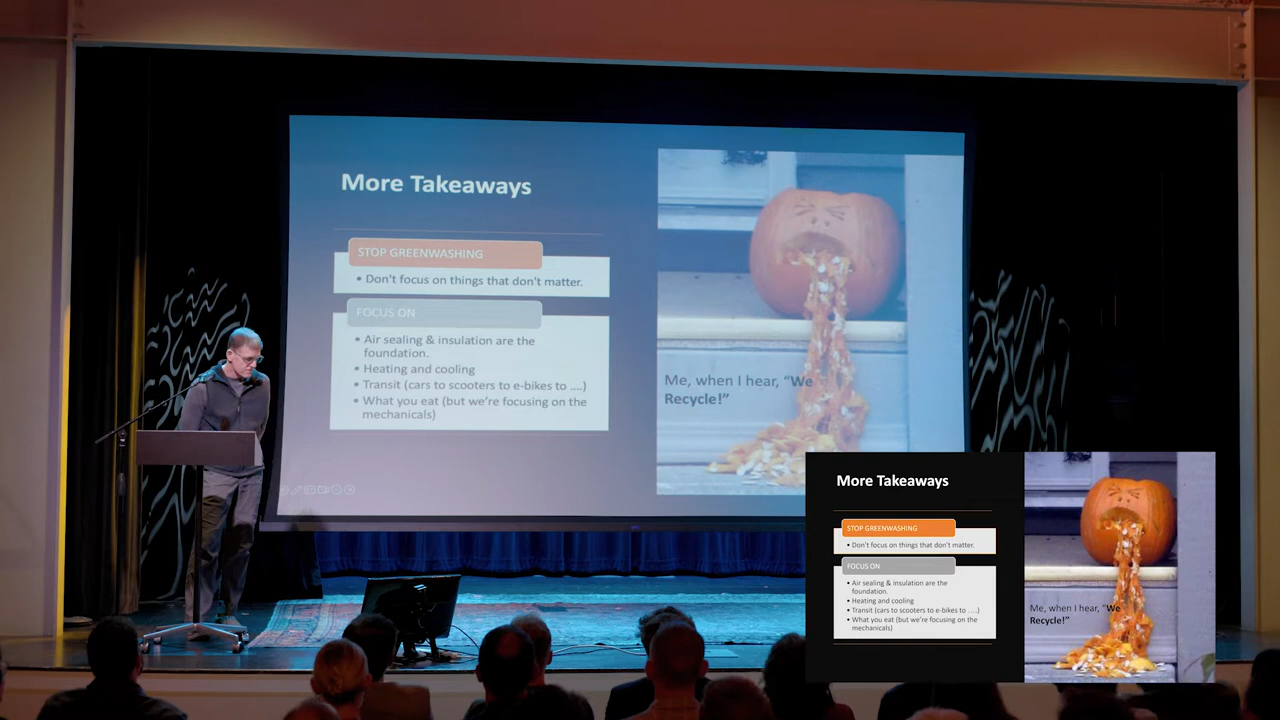 More Takeaways
STOP GREENWASHING
• Don't focus on things that don't matter.
FOCUS ON
• Air sealing & insulation are the
foundation.
• Heating and cooling
• Transit (cars to scooters to e-bikes to ....)
• What you eat (but we're focusing on the
mechanicals)
Me, when I hear, “We
Recycle!”
More Takeaways
STOP GREENWASHING
• Don't focus on things that don't matter.
FOCUS ON
• Air sealing & insulation are the
foundation.
• Heating and cooling
• Transit (cars to scooters to e-bikes to .....)
• What you eat (but we're focusing on the
mechanicals)
Me, when I hear, “We
Recycle!”